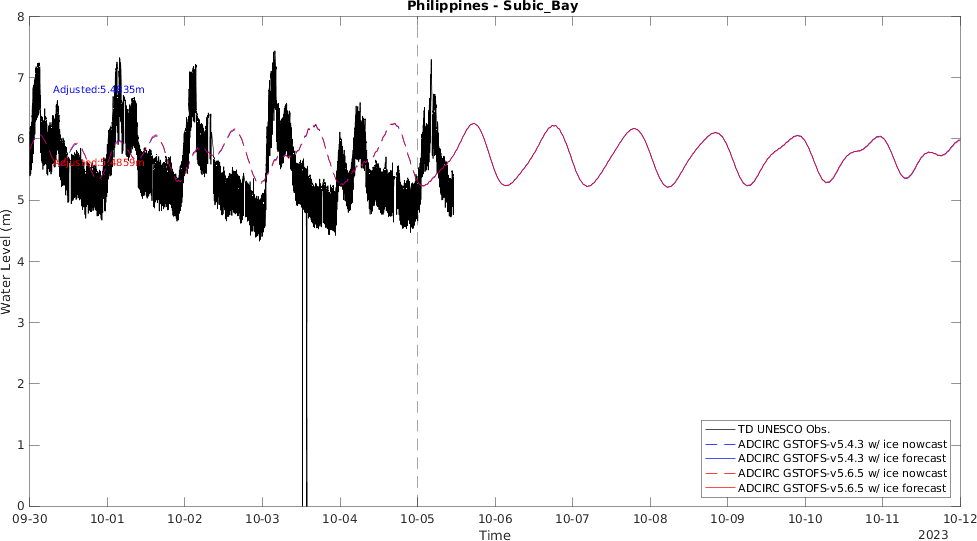 Philippines - Subic_Bay
8
7
6
5
4
3
2
1
0
Water Level (m)
Adjusted:5.4835m
TD UNESCO Obs.
ADCIRC GSTOFS-v5.4.3 w/ ice nowcast
ADCIRC GSTOFS-v5.4.3 w/ ice forecast
ADCIRC GSTOFS-v5.6.5 w/ ice nowcast
ADCIRC GSTOFS-v5.6.5 w/ ice forecast
09-30 10-01 10-02 10-03 10-04 10-05 10-06 10-07 10-08 10-09 10-10 10-11 10-12
Time
2023